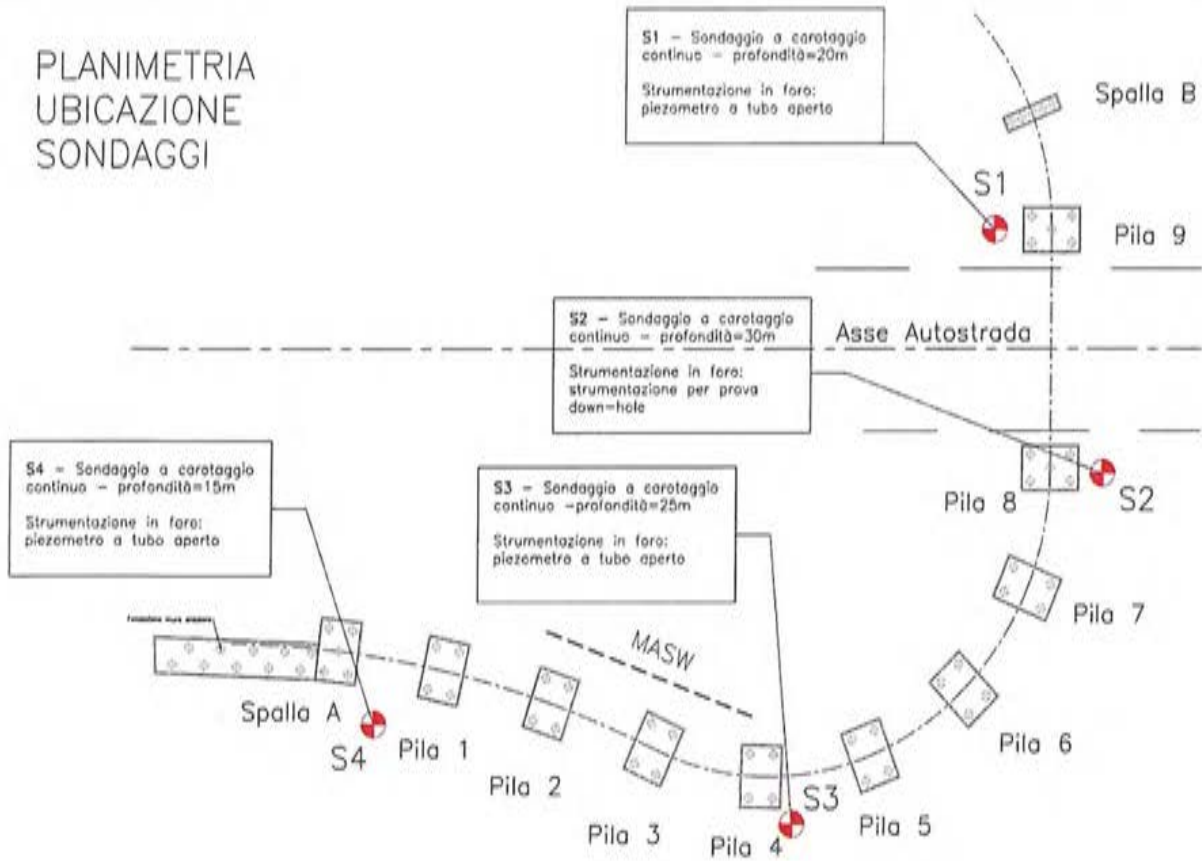 PLANIMETRIA
UBICAZIONE
SONDAGGI
S1 - Sondaggio a carotaggio
continuo - profondità=20m
Strumentazione in foro:
piezometro a tubo aperto
Spalla B
S1
Pila 9
S2 - Sondaggio a carotaggio
continuo - profondità=30m
Strumentazione in foro:
strumentazione per prova
down-hole
Asse Autostrada
S4 - Sondaggio a carotaggio
continuo - profondità=15m
Strumentazione in foro:
piezometro a tubo aperto
S3 - Sondaggio a carotaggio
continuo -profondità=25m
Strumentazione in foro:
piezometro a tubo aperto
Pila 8
S2
Pila 7
MASW
Spalla A
S4
Pila 1
Pila 6
Pila 2
S3
Pila 3
Pila 4
Pila 5